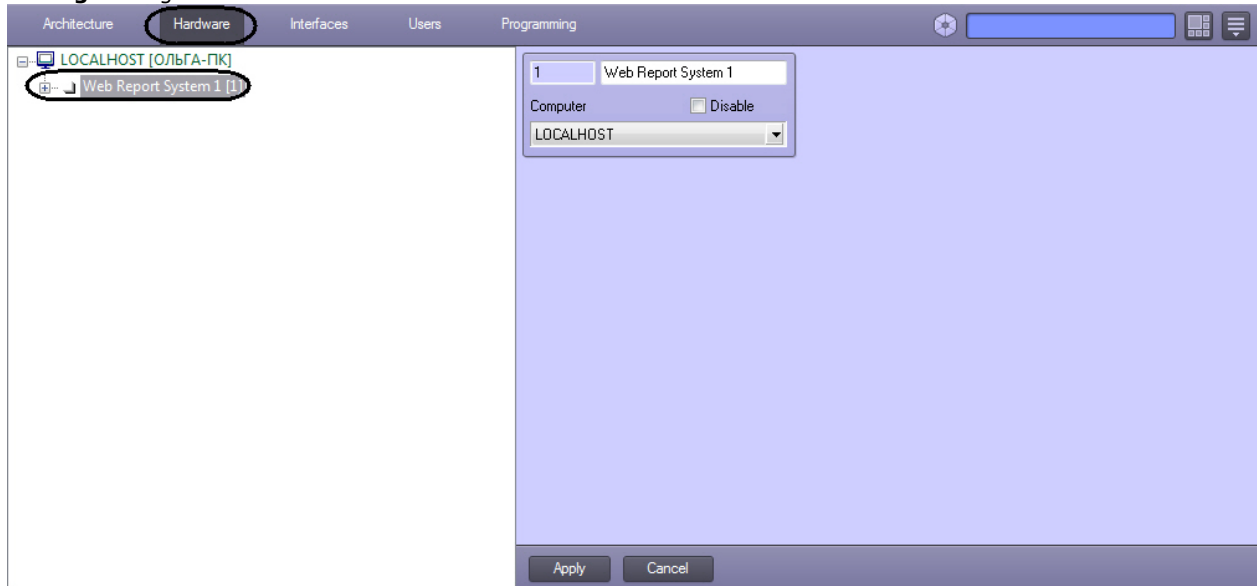 Architecture Hardware Interfaces Users Programming
LOCALHOST [ОЛЬГА-ПК]
Web Report System 1 [1]
1 Web Report System 1
Computer Disable
LOCALHOST
Apply Cancel